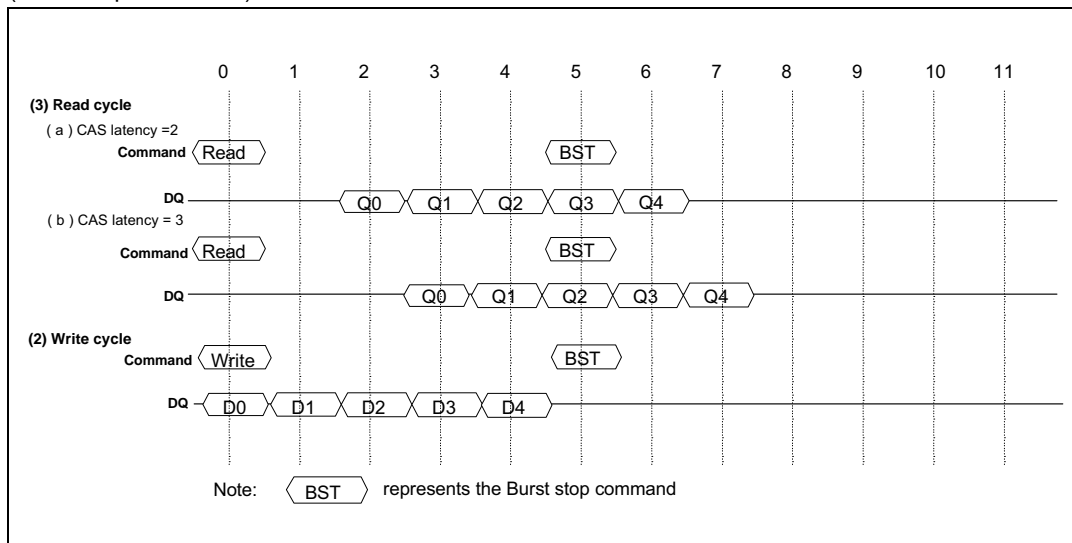 0 1 2 3 4 5 6 7 8 9 10 11
(3) Read cycle
( a ) CAS latency =2
Command Read BST
DQ Q0 Q1 Q2 Q3 Q4
( b ) CAS latency = 3
Command Read BST
DQ Q0 Q1 Q2 Q3 Q4
(2) Write cycle
Command Write BST
DQ D0 D1 D2 D3 D4
Note: BST represents the Burst stop command